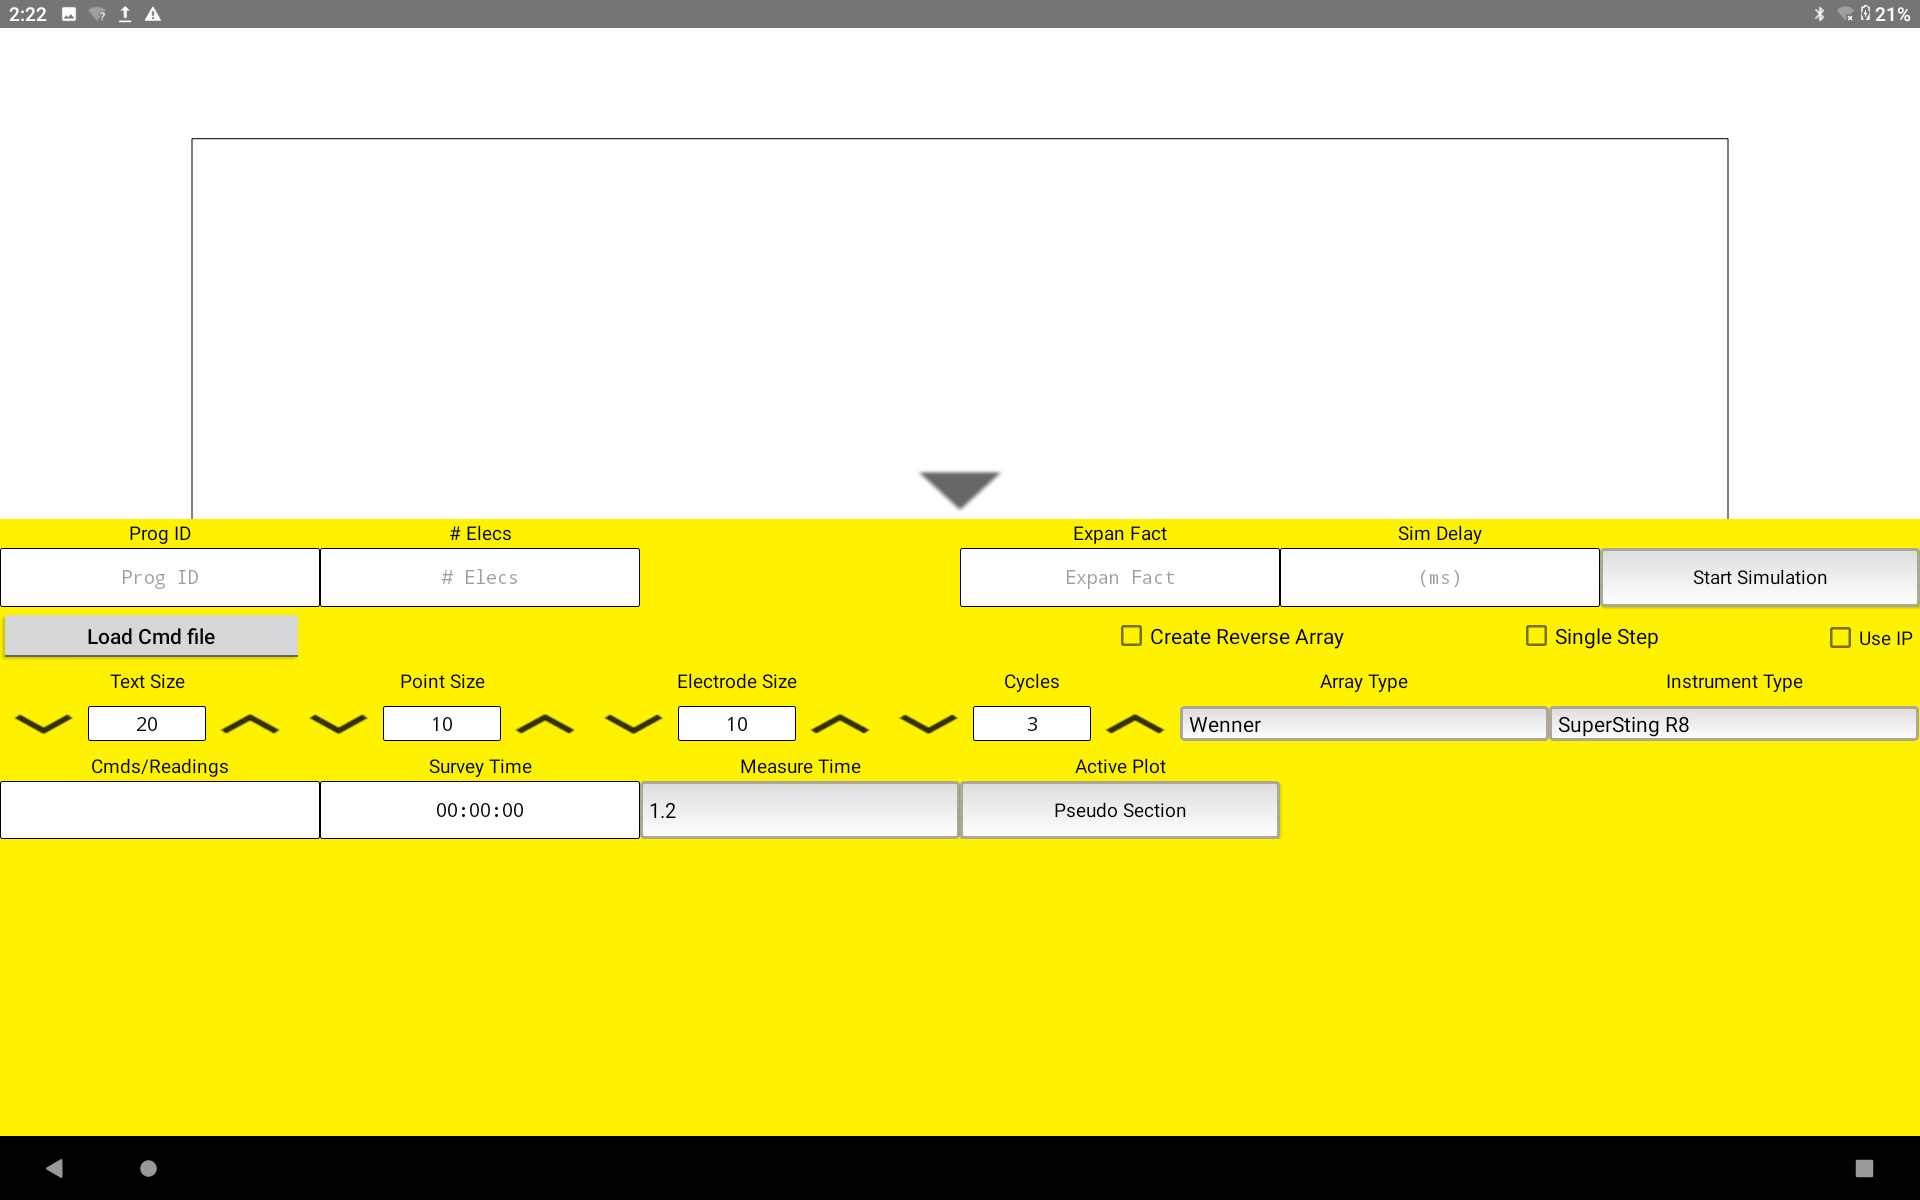 2:22 21%
Prog ID # Elecs Expan Fact Sim Delay
Prog ID # Elecs Expan Fact (ms) Start Simulation
Load Cmd file Create Reverse Array Single Step Use IP
Text Size Point Size Electrode Size Cycles Array Type Instrument Type
20 10 10 3 Wenner SuperSting R8
Cmds/Readings Survey Time Measure Time Active Plot
00:00:00 1.2 Pseudo Section